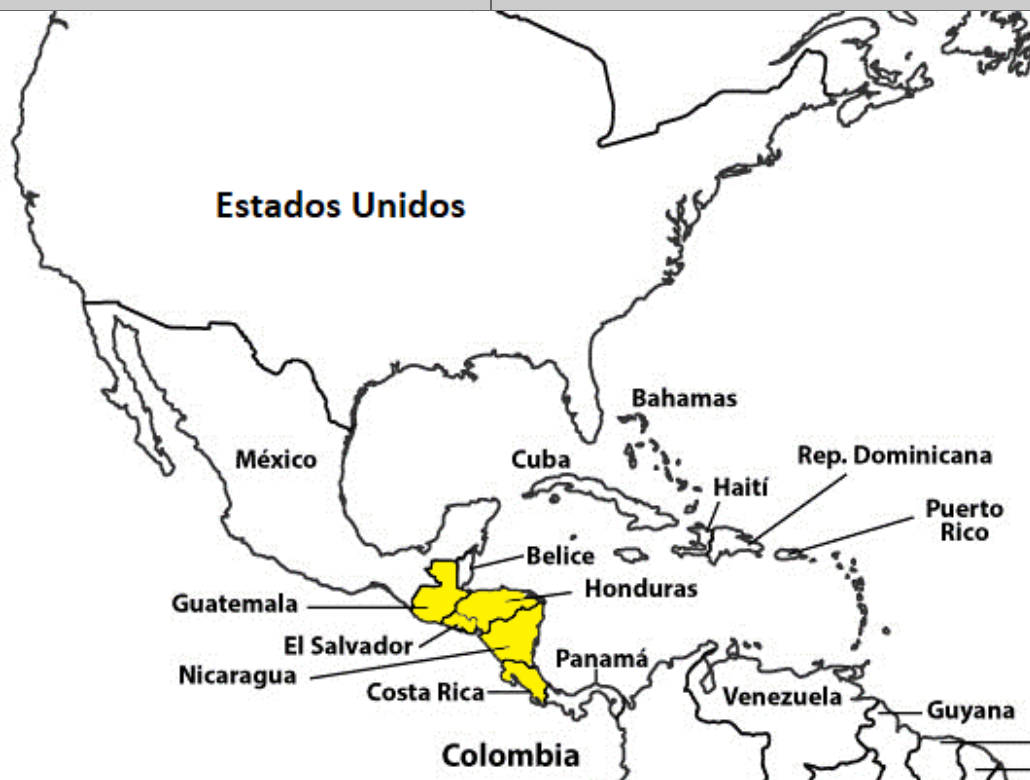 Estados Unidos
Bahamas
México
Cuba
Rep. Dominicana
Haití
Puerto
Rico
Belice
Honduras
Guatemala
El Salvador
Nicaragua
Panamá
Costa Rica
Venezuela
Guyana
Colombia